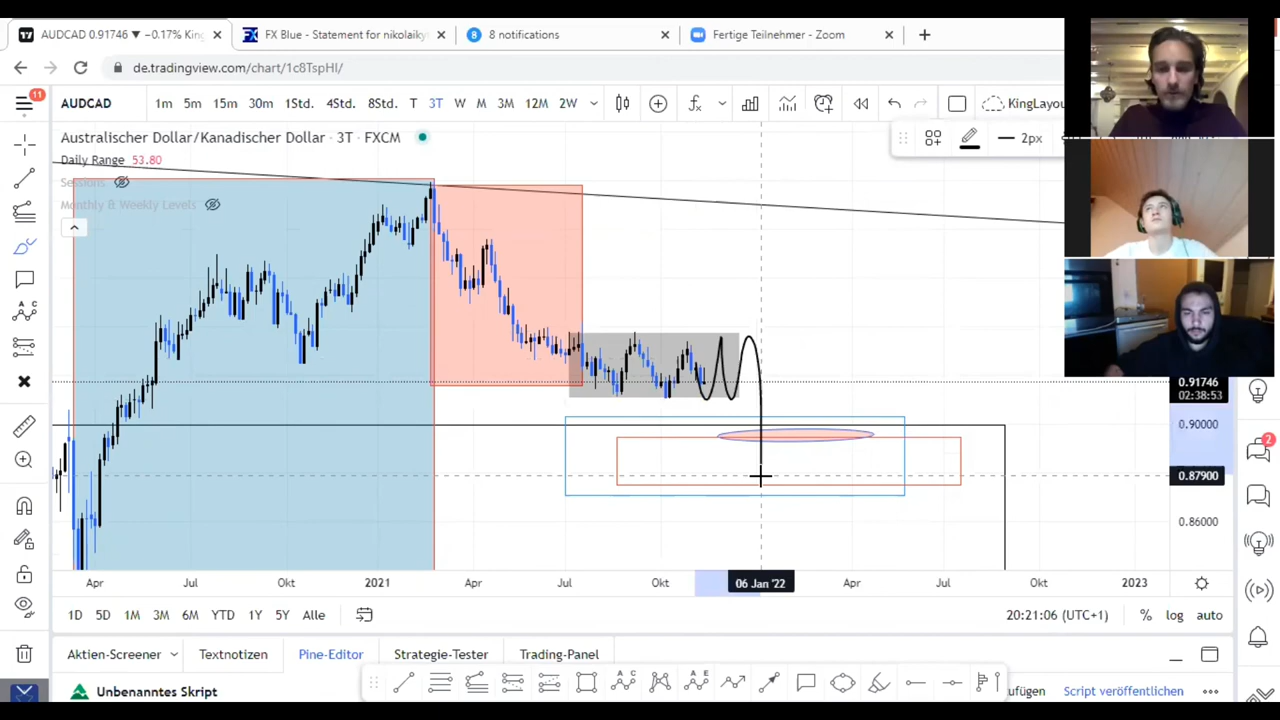 AUDCAD 0.91746 ▼ −0.17% King
FX Blue - Statement for nikolaiky
8 notifications
Fertige Teilnehmer - Zoom
de.tradingview.com/chart/1c8TspHI/
11
AUDCAD 1m 5m 15m 30m 1Std. 4Std. 8Std. T 3T W M 3M 12M 2W
KingLayou
Australischer Dollar/Kanadischer Dollar · 3T · FXCM
2px
Daily Range 53.80
Sessions
Monthly & Weekly Levels
0.91746
02:38:53
0.90000
0.87900
0.86000
2
Apr Jul Okt 2021 Apr Jul Okt 06 Jan '22 Apr Jul Okt 2023
1D 5D 1M 3M 6M YTD 1Y 5Y Alle
20:21:06 (UTC+1) % log auto
Aktien-Screener Textnotizen Pine-Editor Strategie-Tester Trading-Panel
Unbenanntes Skript
ufügen Script veröffentlichen